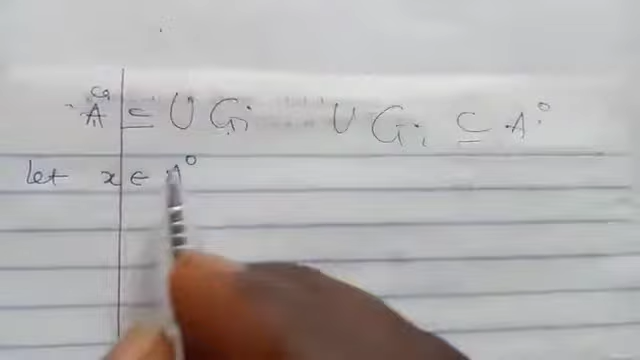 A° ⊆ ∪ Gi ∪ Gi ⊆ A°
Let x ∈ A°